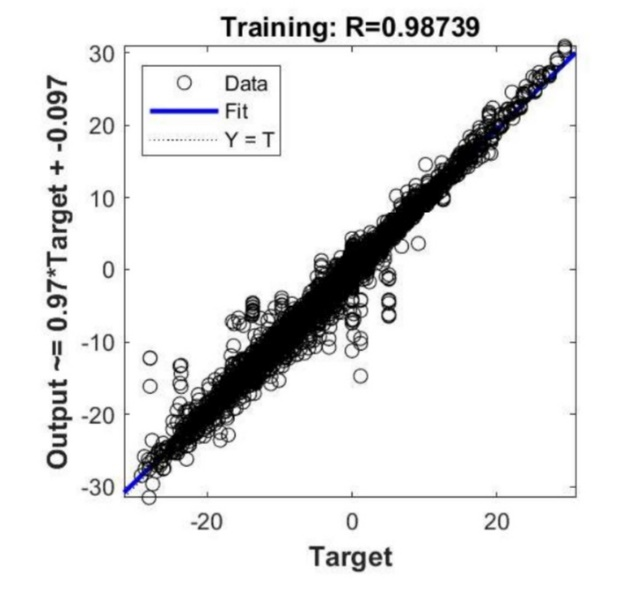 Training: R=0.98739
Output ~= 0.97*Target + -0.097
30
20
10
0
-10
-20
-30
Data
Fit
Y = T
-20
0
20
Target